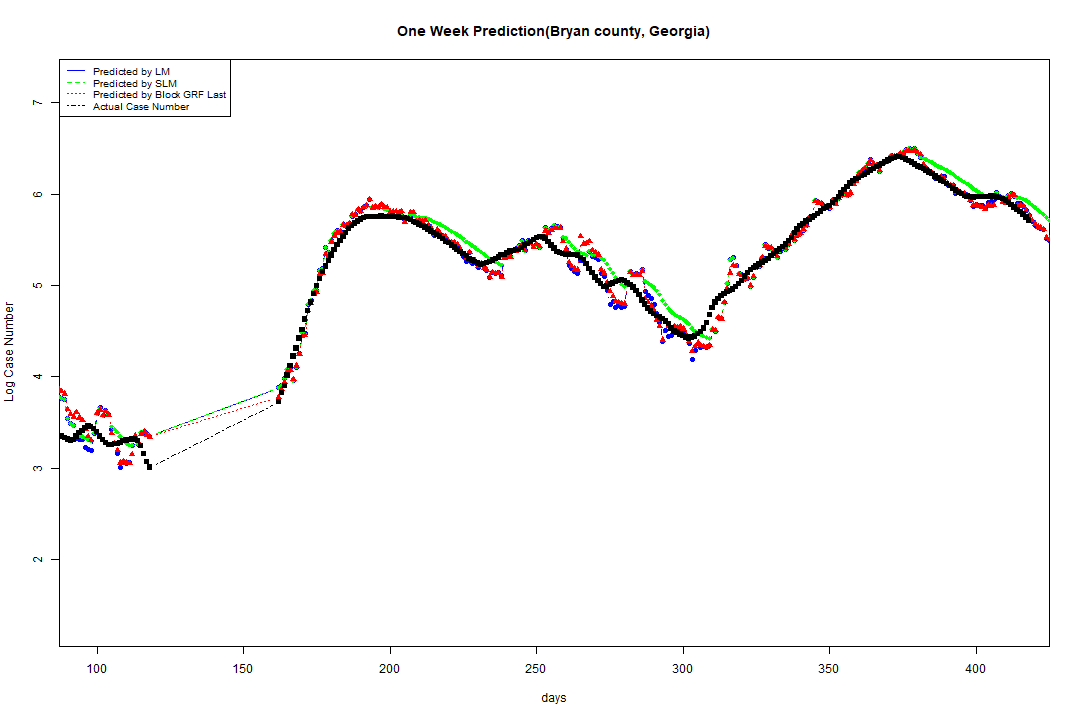 One Week Prediction(Bryan county, Georgia)
Predicted by LM
Predicted by SLM
Predicted by Block GRF Last
Actual Case Number
7
6
5
4
3
2
Log Case Number
100 150 200 250 300 350 400
days